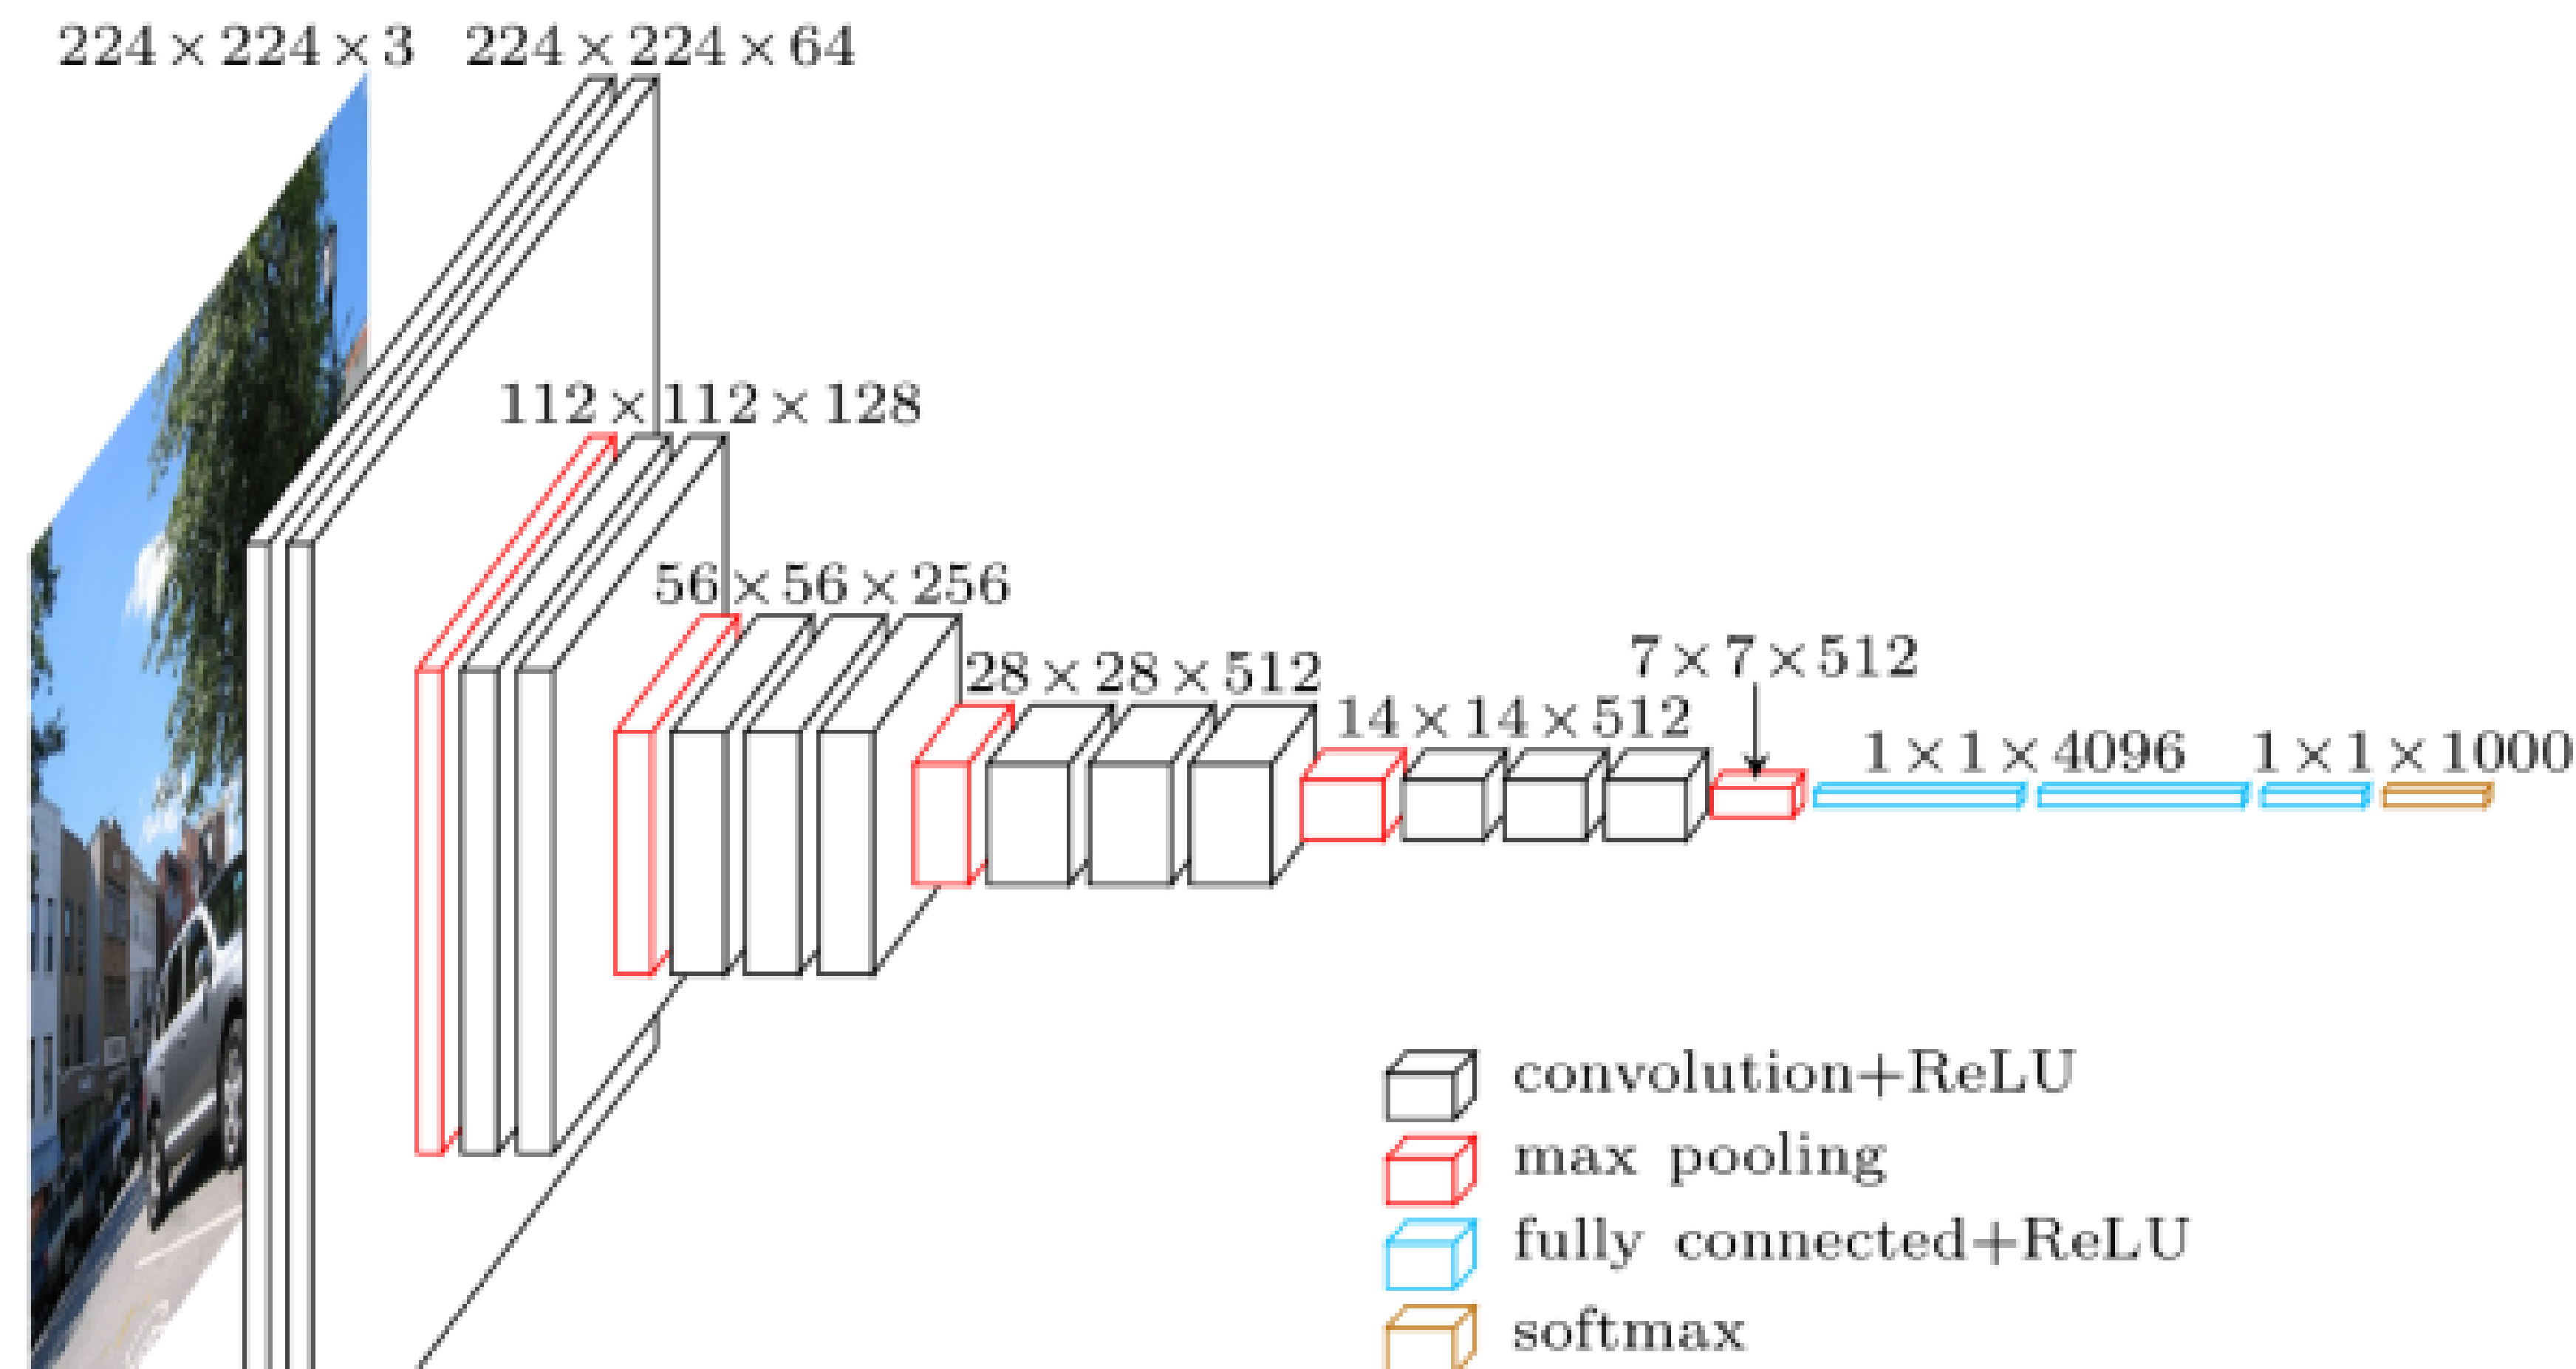 224 × 224 × 3
224 × 224 × 64
112 × 112 × 128
56 × 56 × 256
28 × 28 × 512
14 × 14 × 512
7 × 7 × 512
1 × 1 × 4096
1 × 1 × 1000
convolution+ReLU
max pooling
fully connected+ReLU
softmax